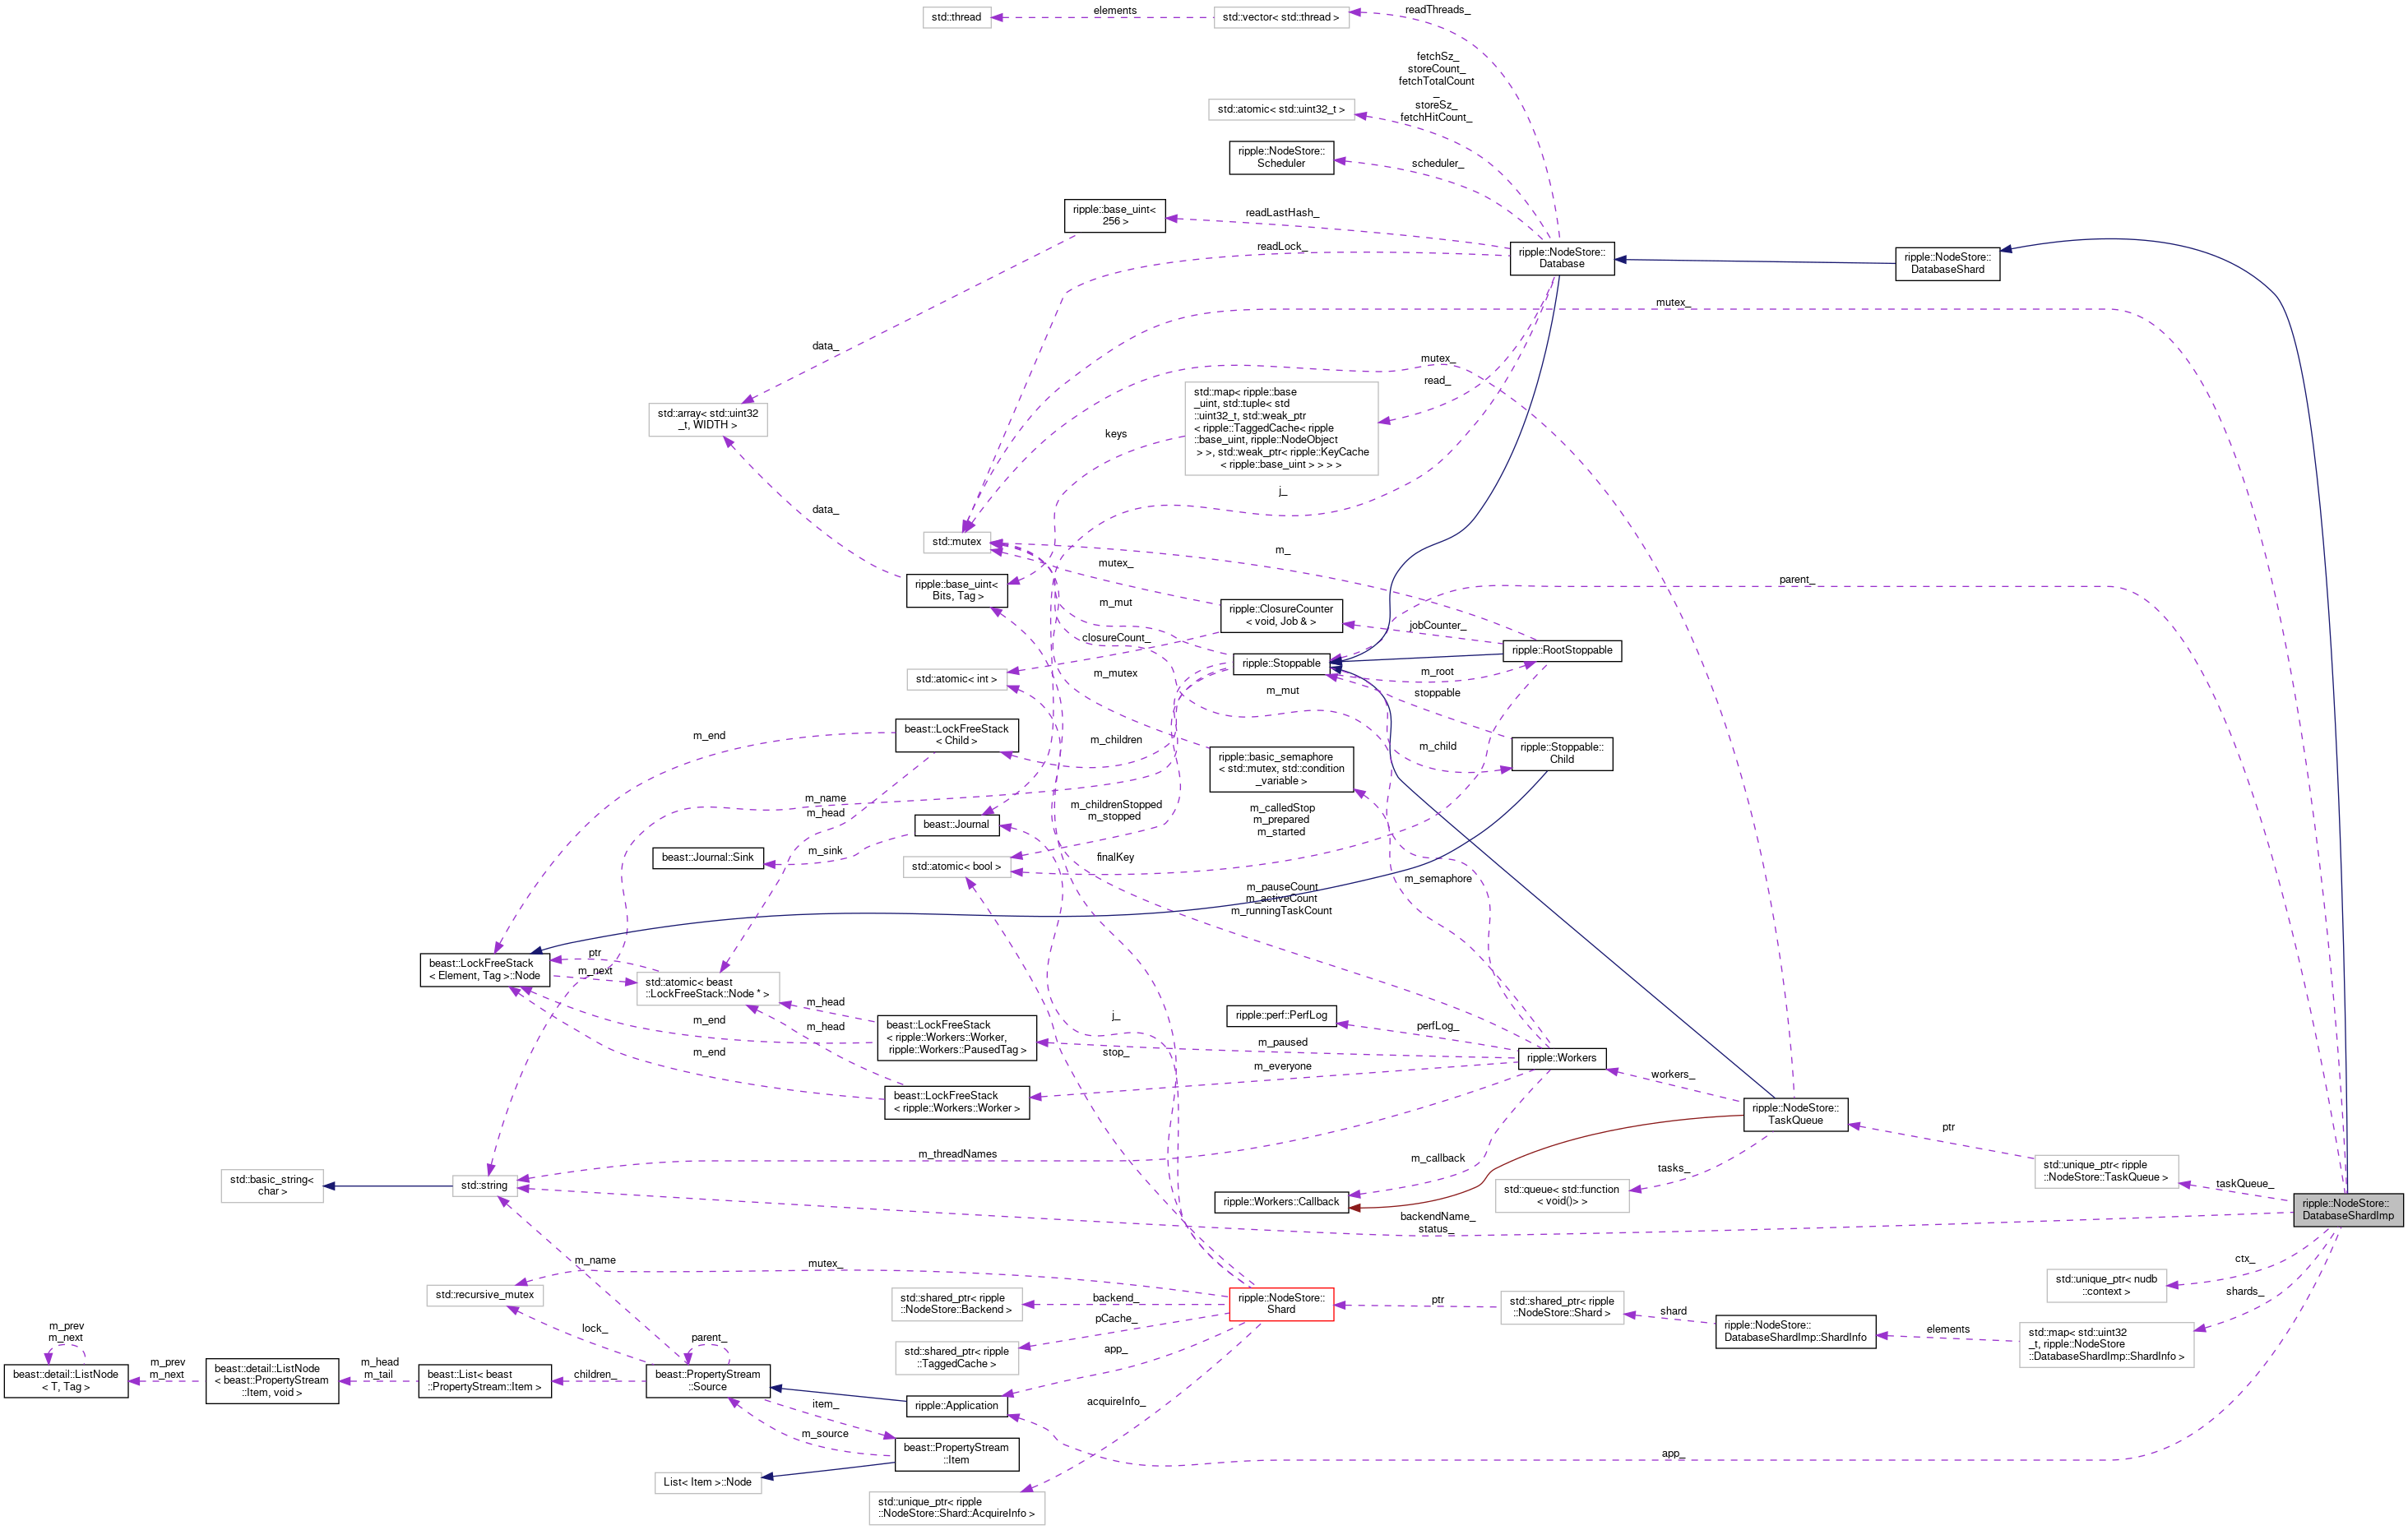 std::thread
elements
std::vector< std::thread >
readThreads_
fetchSz_
storeCount_
fetchTotalCount
_
storeSz_
fetchHitCount_
std::atomic< std::uint32_t >
ripple::NodeStore::
Scheduler
scheduler_
ripple::base_uint<
256 >
readLastHash_
readLock_
ripple::NodeStore::
Database
ripple::NodeStore::
DatabaseShard
mutex_
data_
mutex_
read_
std::array< std::uint32
_t, WIDTH >
std::map< ripple::base
_uint, std::tuple< std
::uint32_t, std::weak_ptr
< ripple::TaggedCache< ripple
::base_uint, ripple::NodeObject
> >, std::weak_ptr< ripple::KeyCache
< ripple::base_uint > > > >
keys
j_
data_
std::mutex
m_
mutex_
parent_
ripple::base_uint<
Bits, Tag >
m_mut
ripple::ClosureCounter
< void, Job & >
jobCounter_
closureCount_
ripple::RootStoppable
ripple::Stoppable
m_root
std::atomic< int >
m_mutex
m_mut
stoppable
beast::LockFreeStack
< Child >
m_end
m_children
m_child
ripple::Stoppable::
Child
ripple::basic_semaphore
< std::mutex, std::condition
_variable >
m_name
m_head
m_childrenStopped
m_stopped
m_calledStop
m_prepared
m_started
beast::Journal
m_sink
beast::Journal::Sink
std::atomic< bool >
finalKey
m_semaphore
m_pauseCount
m_activeCount
m_runningTaskCount
beast::LockFreeStack
< Element, Tag >::Node
ptr
m_next
std::atomic< beast
::LockFreeStack::Node * >
m_head
m_end
m_head
m_end
beast::LockFreeStack
< ripple::Workers::Worker,
ripple::Workers::PausedTag >
j_
stop_
ripple::perf::PerfLog
perfLog_
m_paused
m_everyone
ripple::Workers
workers_
beast::LockFreeStack
< ripple::Workers::Worker >
ripple::NodeStore::
TaskQueue
ptr
m_threadNames
m_callback
tasks_
std::unique_ptr< ripple
::NodeStore::TaskQueue >
taskQueue_
std::basic_string<
char >
std::string
ripple::Workers::Callback
std::queue< std::function
< void()> >
ripple::NodeStore::
DatabaseShardImp
backendName_
status_
m_name
mutex_
std::recursive_mutex
lock_
std::shared_ptr< ripple
::NodeStore::Backend >
backend_
ripple::NodeStore::
Shard
ptr
std::shared_ptr< ripple
::NodeStore::Shard >
shard
ripple::NodeStore::
DatabaseShardImp::ShardInfo
elements
std::unique_ptr< nudb
::context >
ctx_
shards_
std::map< std::uint32
_t, ripple::NodeStore
::DatabaseShardImp::ShardInfo >
pCache_
std::shared_ptr< ripple
::TaggedCache >
app_
acquireInfo_
m_prev
m_next
beast::detail::ListNode
< T, Tag >
m_prev
m_next
beast::detail::ListNode
< beast::PropertyStream
::Item, void >
m_head
m_tail
beast::List< beast
::PropertyStream::Item >
children_
parent_
beast::PropertyStream
::Source
item_
m_source
ripple::Application
beast::PropertyStream
::Item
List< Item >::Node
app_
std::unique_ptr< ripple
::NodeStore::Shard::AcquireInfo >